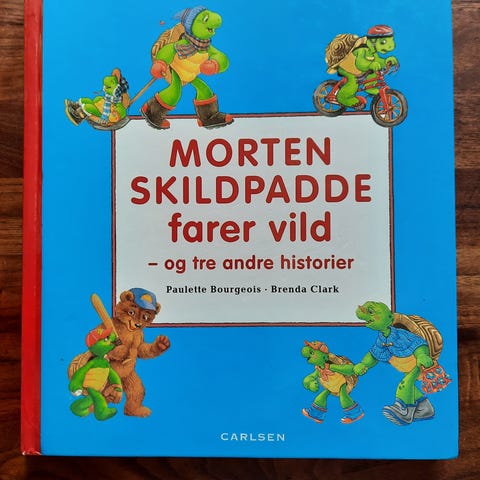 MORTEN
SKILDPADDE
farer vild
– og tre andre historier
Paulette Bourgeois · Brenda Clark
CARLSEN